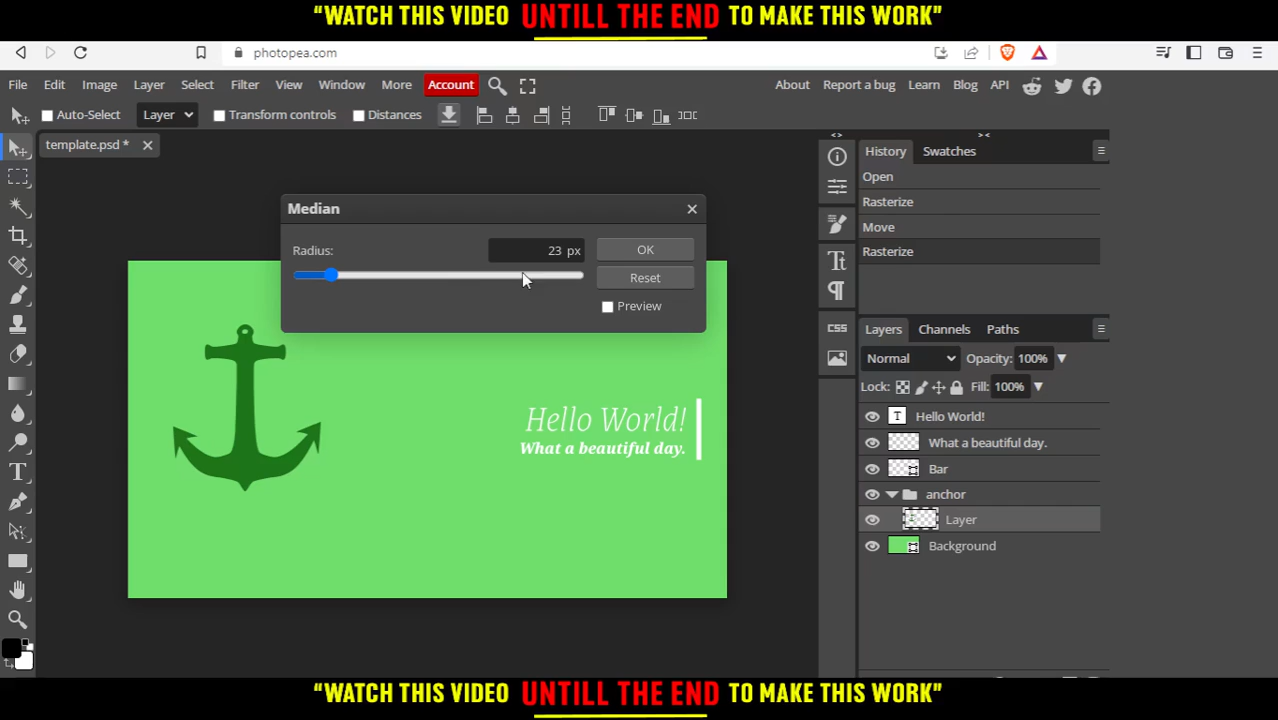 “WATCH THIS VIDEO UNTILL THE END TO MAKE THIS WORK”
photopea.com
File Edit Image Layer Select Filter View Window More Account
About Report a bug Learn Blog API
Auto-Select Layer Transform controls Distances
template.psd *
Median
Radius: 23 px OK
Reset
Preview
Hello World!
What a beautiful day.
CSS
History Swatches
Open
Rasterize
Move
Rasterize
Layers Channels Paths
Normal Opacity: 100%
Lock: Fill: 100%
T Hello World!
What a beautiful day.
Bar
anchor
Layer
Background
“WATCH THIS VIDEO UNTILL THE END TO MAKE THIS WORK”